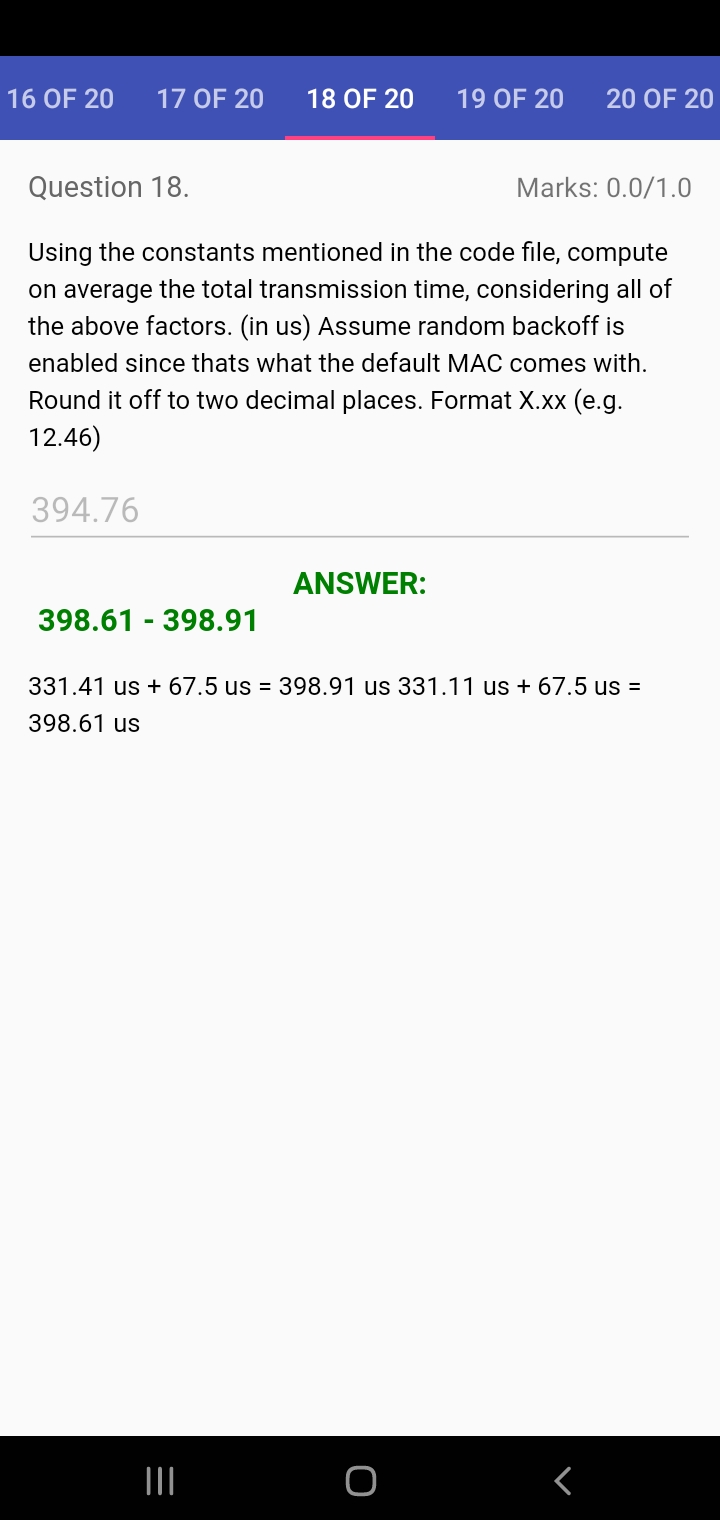 16 OF 20 17 OF 20 18 OF 20 19 OF 20 20 OF 20
Question 18. Marks: 0.0/1.0
Using the constants mentioned in the code file, compute
on average the total transmission time, considering all of
the above factors. (in us) Assume random backoff is
enabled since thats what the default MAC comes with.
Round it off to two decimal places. Format X.xx (e.g.
12.46)
394.76
ANSWER:
398.61 - 398.91
331.41 us + 67.5 us = 398.91 us 331.11 us + 67.5 us =
398.61 us